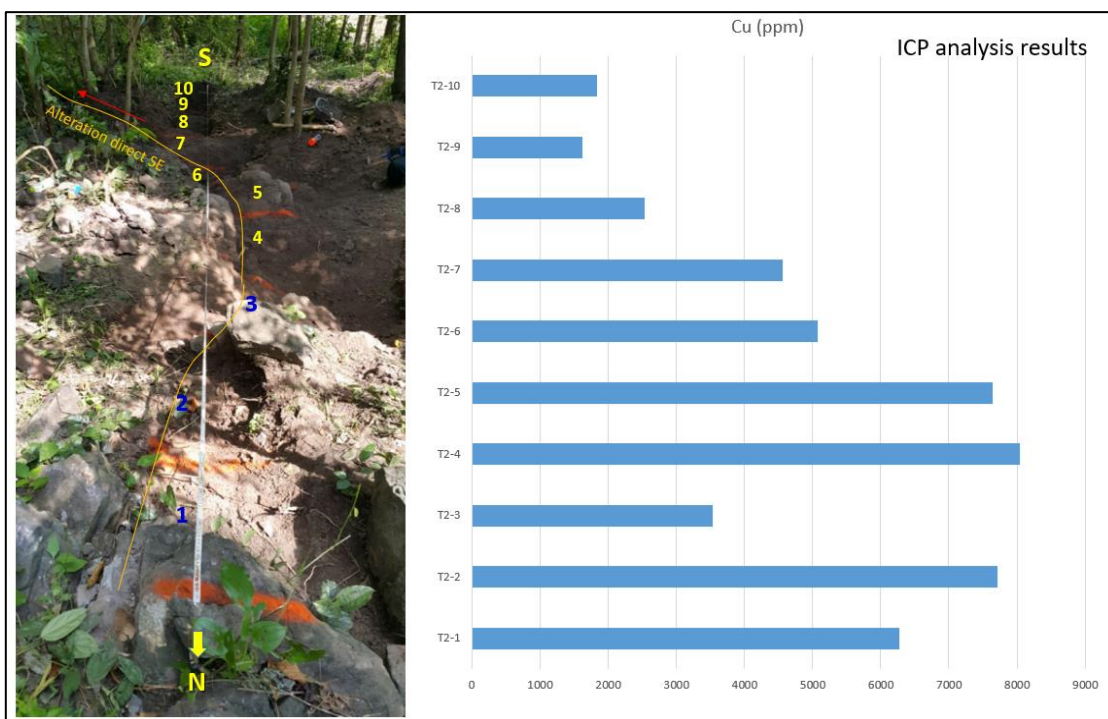 S
10
9
8
7
6
5
4
3
2
1
Alteration direct SE
N
Cu (ppm)
ICP analysis results
T2-10
T2-9
T2-8
T2-7
T2-6
T2-5
T2-4
T2-3
T2-2
T2-1
0 1000 2000 3000 4000 5000 6000 7000 8000 9000